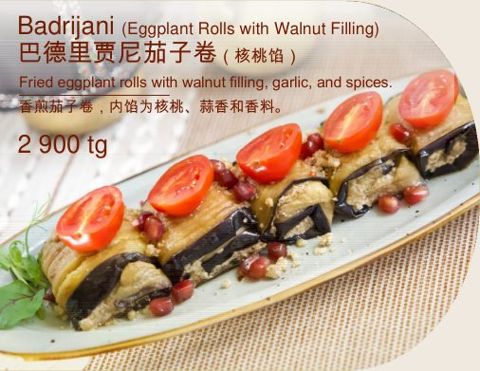 Badrijani (Eggplant Rolls with Walnut Filling)
巴德里贾尼茄子卷（核桃馅）
Fried eggplant rolls with walnut filling, garlic, and spices.
香煎茄子卷，内馅为核桃、蒜香和香料。
2 900 tg